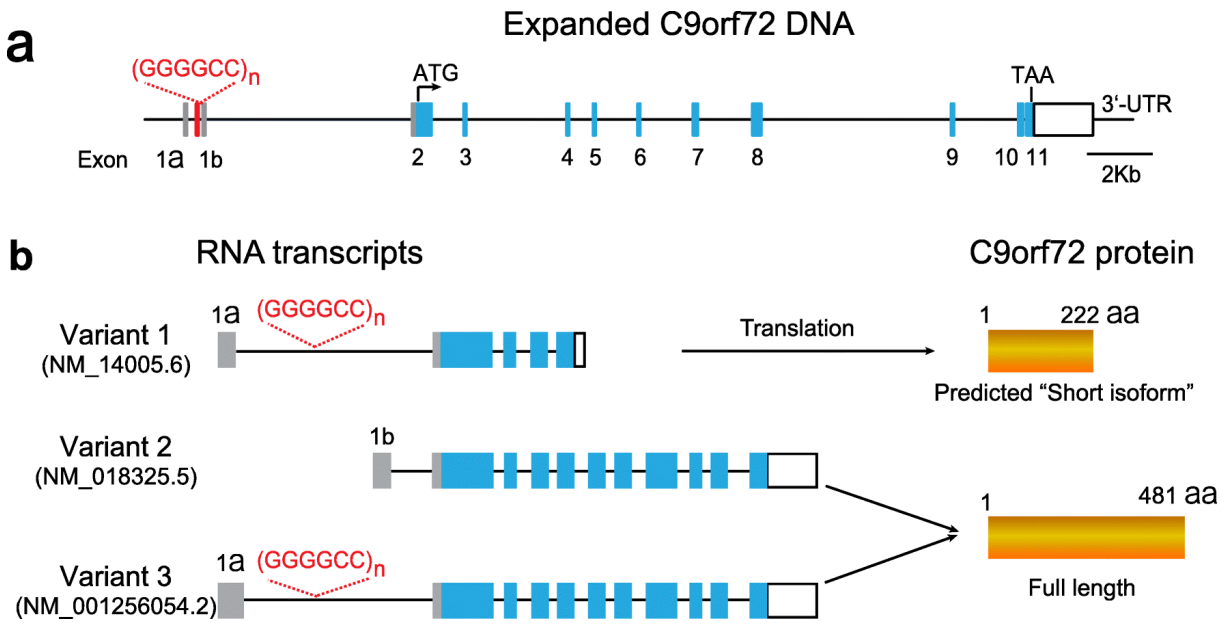 a
Expanded C9orf72 DNA
(GGGGCC)n
ATG
TAA
3‘-UTR
Exon 1a 1b 2 3 4 5 6 7 8 9 10 11
2Kb
b
RNA transcripts
C9orf72 protein
Variant 1
(NM_14005.6)
1a
(GGGGCC)n
Translation
1 222 aa
Predicted “Short isoform”
Variant 2
(NM_018325.5)
1b
1 481 aa
Full length
Variant 3
(NM_001256054.2)
1a
(GGGGCC)n